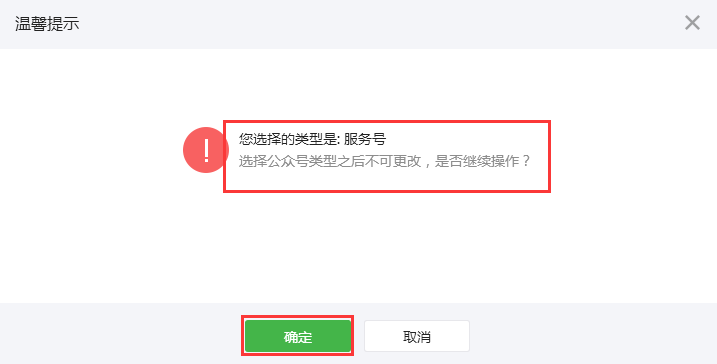 温馨提示
您选择的类型是: 服务号
选择公众号类型之后不可更改，是否继续操作？
确定
取消